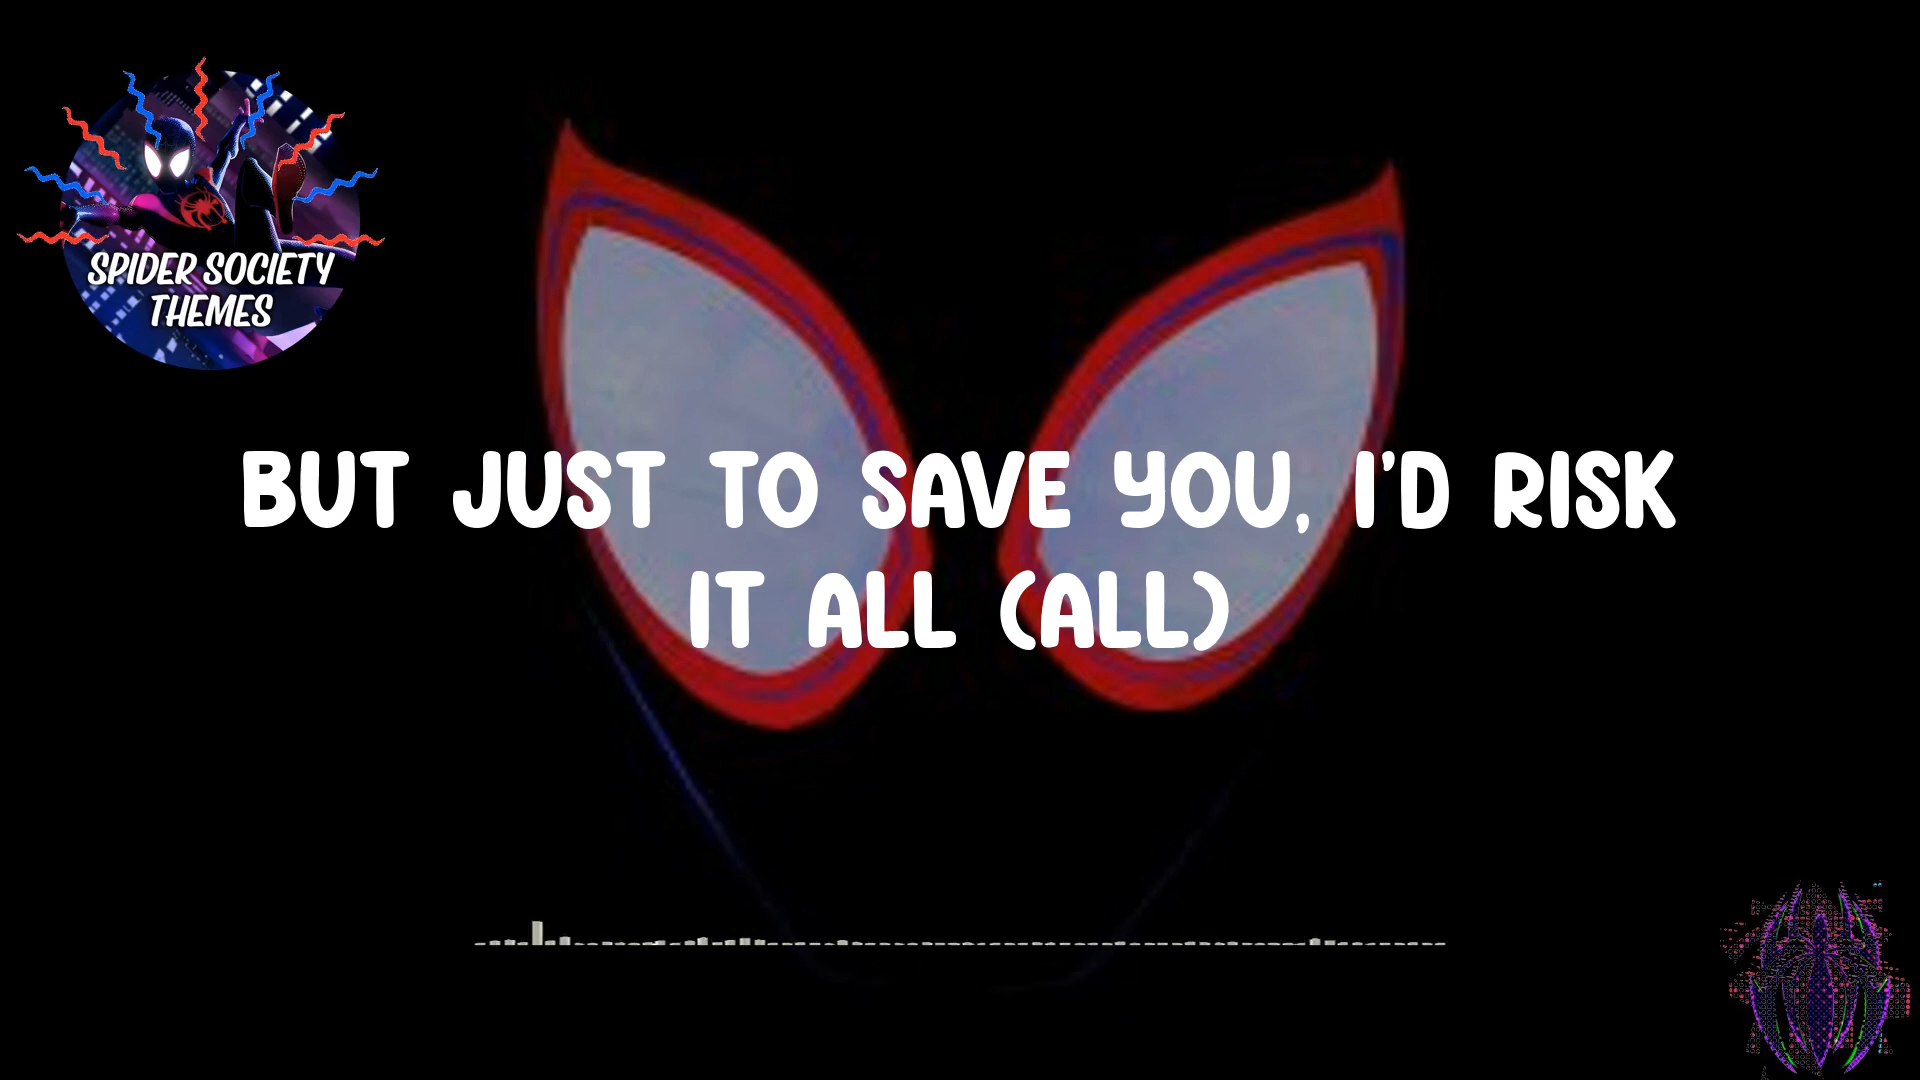 SPIDER SOCIETY
THEMES
BUT JUST TO SAVE YOU, I'D RISK
IT ALL (ALL)